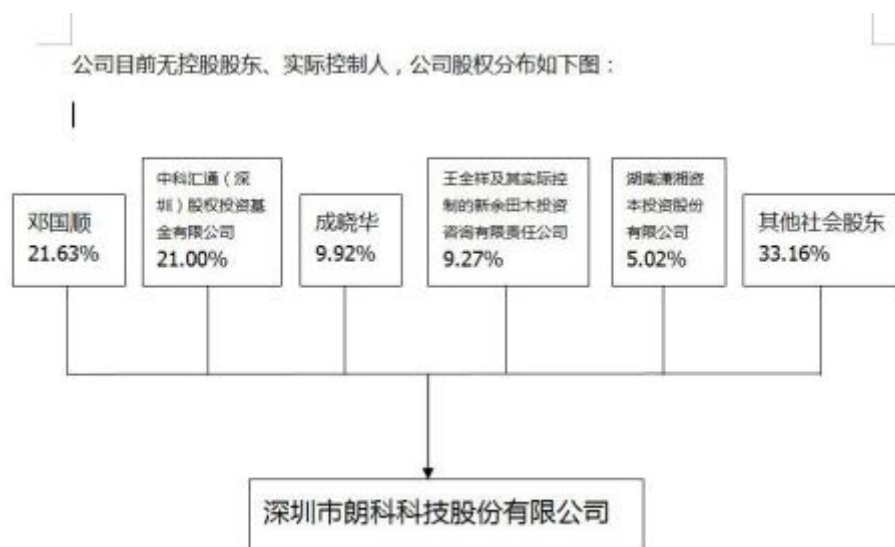 公司目前无控股股东、实际控制人，公司股权分布如下图：
邓国顺
21.63%
中科汇通（深
圳）股权投资基
金有限公司
21.00%
成晓华
9.92%
王全祥及其实际控
制的新余田木投资
咨询有限责任公司
9.27%
湖南潇湘资
本投资股份
有限公司
5.02%
其他社会股东
33.16%
深圳市朗科科技股份有限公司